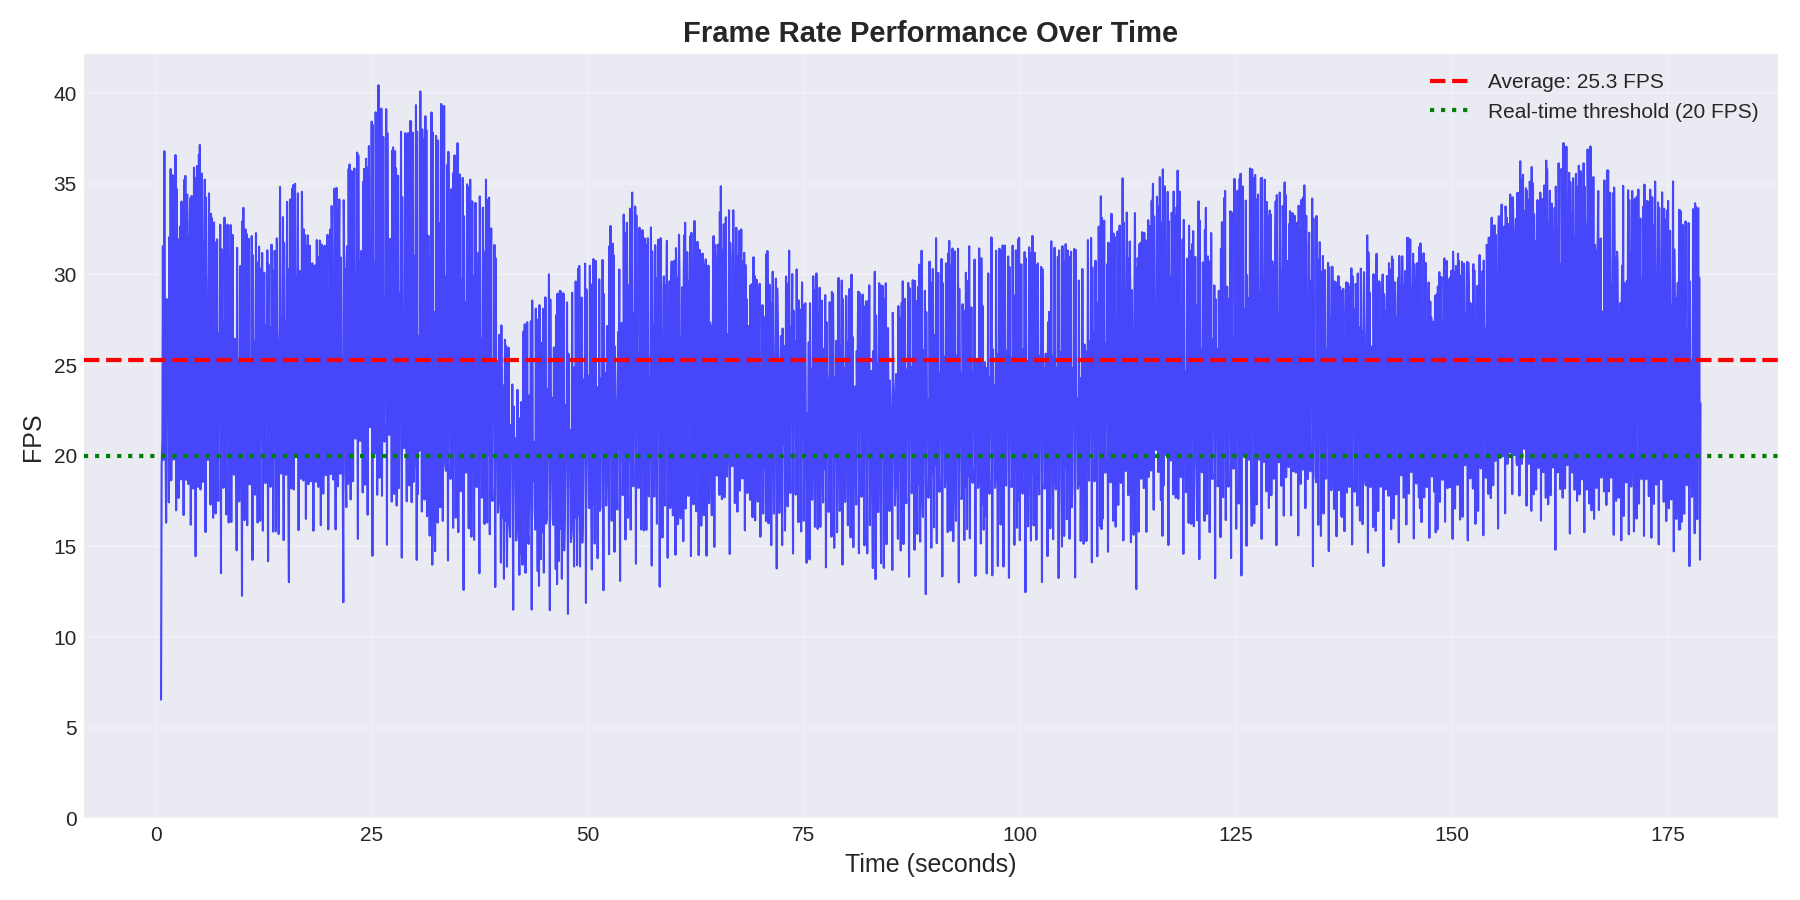 Frame Rate Performance Over Time
Average: 25.3 FPS
Real-time threshold (20 FPS)
FPS
40
35
30
25
20
15
10
5
0
0 25 50 75 100 125 150 175
Time (seconds)